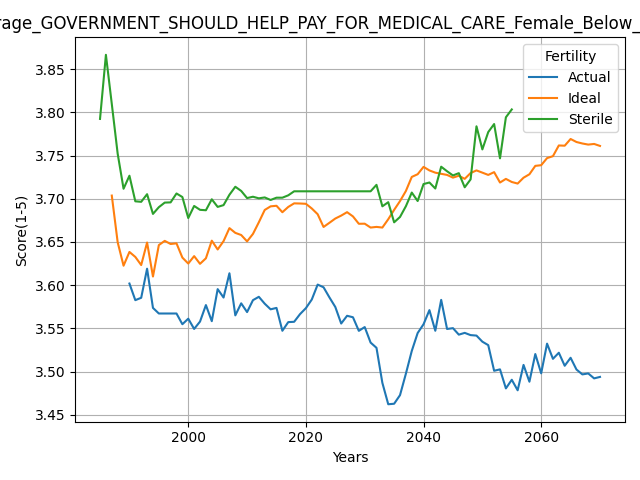 rage_GOVERNMENT_SHOULD_HELP_PAY_FOR_MEDICAL_CARE_Female_Below_
Fertility
Actual
Ideal
Sterile
Score(1-5)
3.85
3.80
3.75
3.70
3.65
3.60
3.55
3.50
3.45
2000 2020 2040 2060
Years